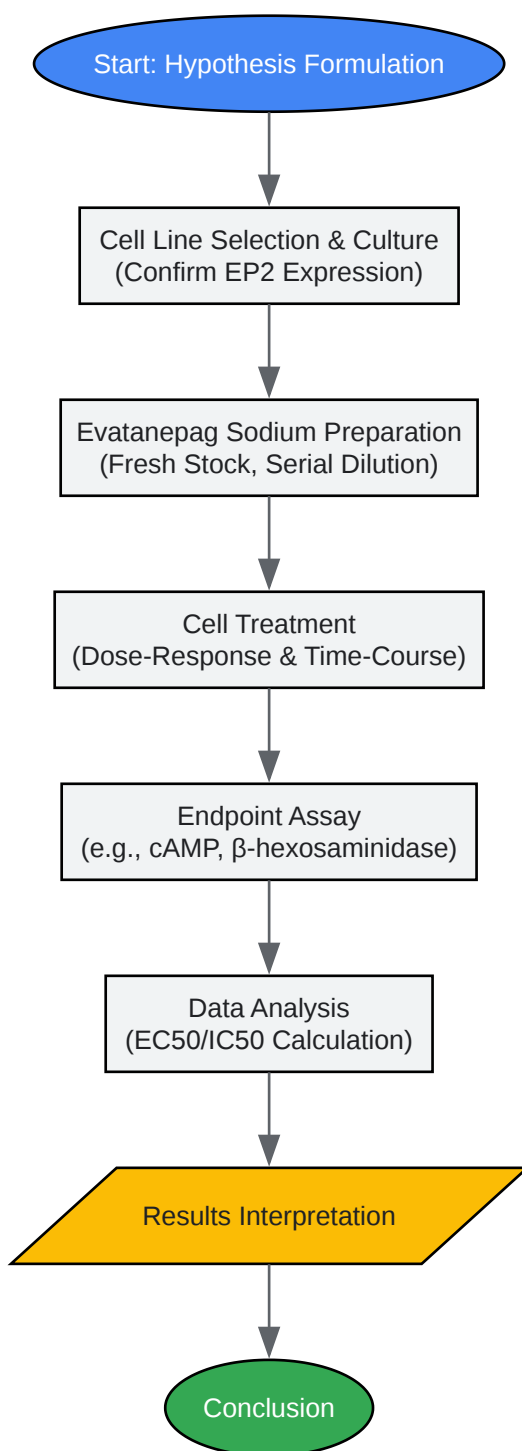 Start: Hypothesis Formulation
Cell Line Selection & Culture
(Confirm EP2 Expression)
Evatanepag Sodium Preparation
(Fresh Stock, Serial Dilution)
Cell Treatment
(Dose-Response & Time-Course)
Endpoint Assay
(e.g., cAMP, β-hexosaminidase)
Data Analysis
(EC50/IC50 Calculation)
Results Interpretation
Conclusion